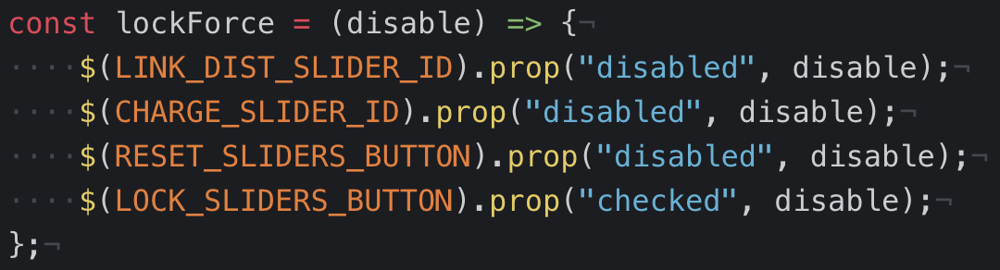 const lockForce = (disable) => {¬
····$(LINK_DIST_SLIDER_ID).prop("disabled", disable);¬
····$(CHARGE_SLIDER_ID).prop("disabled", disable);¬
····$(RESET_SLIDERS_BUTTON).prop("disabled", disable);¬
····$(LOCK_SLIDERS_BUTTON).prop("checked", disable);¬
};¬